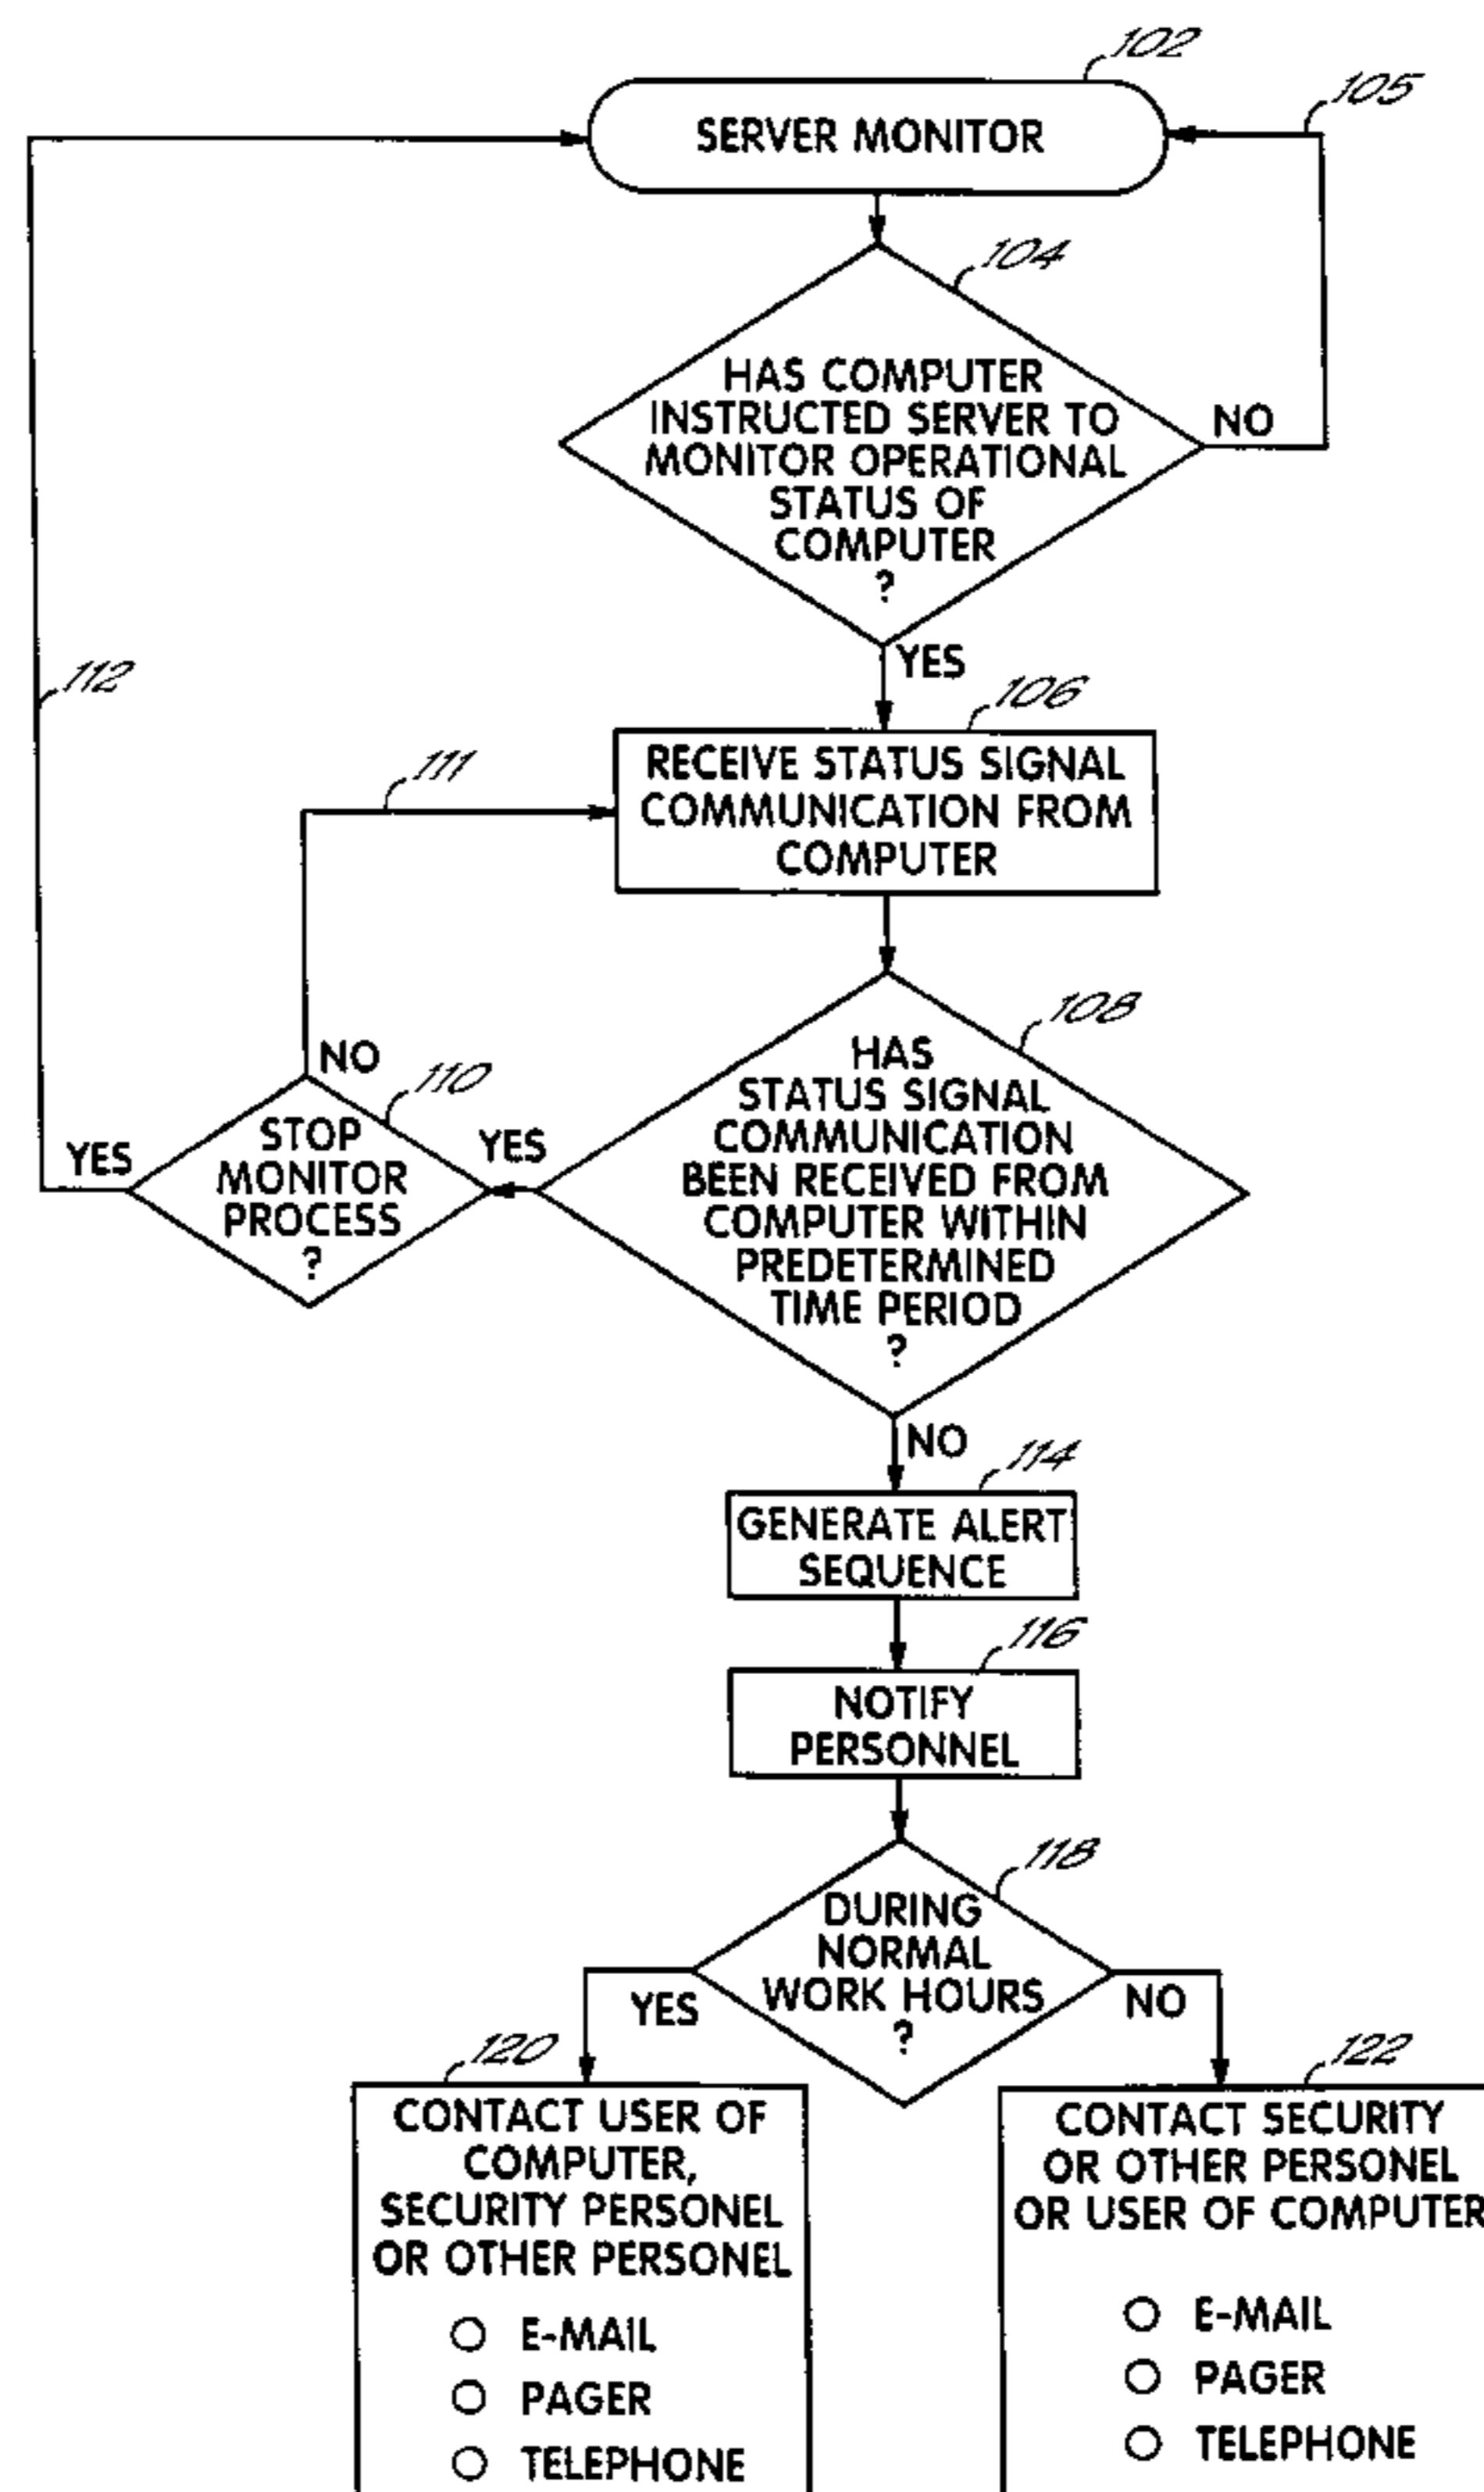 102
105
SERVER MONITOR
104
HAS COMPUTER
INSTRUCTED SERVER TO
MONITOR OPERATIONAL
STATUS OF
COMPUTER
?
NO
YES
112
106
RECEIVE STATUS SIGNAL
COMMUNICATION FROM
COMPUTER
111
108
HAS
STATUS SIGNAL
COMMUNICATION
BEEN RECEIVED FROM
COMPUTER WITHIN
PREDETERMINED
TIME PERIOD
?
YES
NO
110
STOP
MONITOR
PROCESS
?
YES
NO
114
GENERATE ALERT
SEQUENCE
116
NOTIFY
PERSONNEL
118
DURING
NORMAL
WORK HOURS
?
YES
NO
120
CONTACT USER OF
COMPUTER,
SECURITY PERSONEL
OR OTHER PERSONEL
E-MAIL
PAGER
TELEPHONE
122
CONTACT SECURITY
OR OTHER PERSONEL
OR USER OF COMPUTER
E-MAIL
PAGER
TELEPHONE